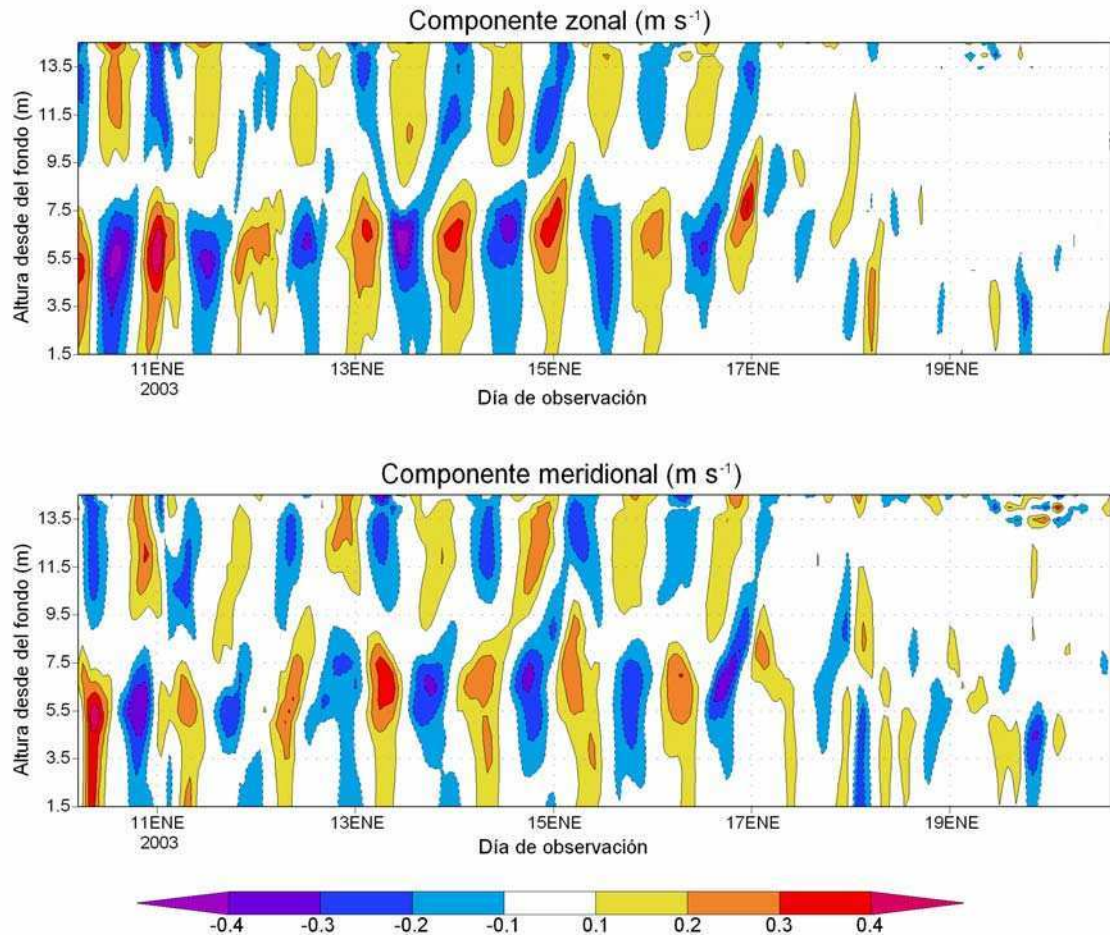 Componente zonal (m s⁻¹)
Altura desde del fondo (m)
13.5
11.5
9.5
7.5
5.5
3.5
1.5
11ENE 13ENE 15ENE 17ENE 19ENE
2003
Día de observación
Componente meridional (m s⁻¹)
Altura desde del fondo (m)
13.5
11.5
9.5
7.5
5.5
3.5
1.5
11ENE 13ENE 15ENE 17ENE 19ENE
2003
Día de observación
-0.4 -0.3 -0.2 -0.1 0.1 0.2 0.3 0.4